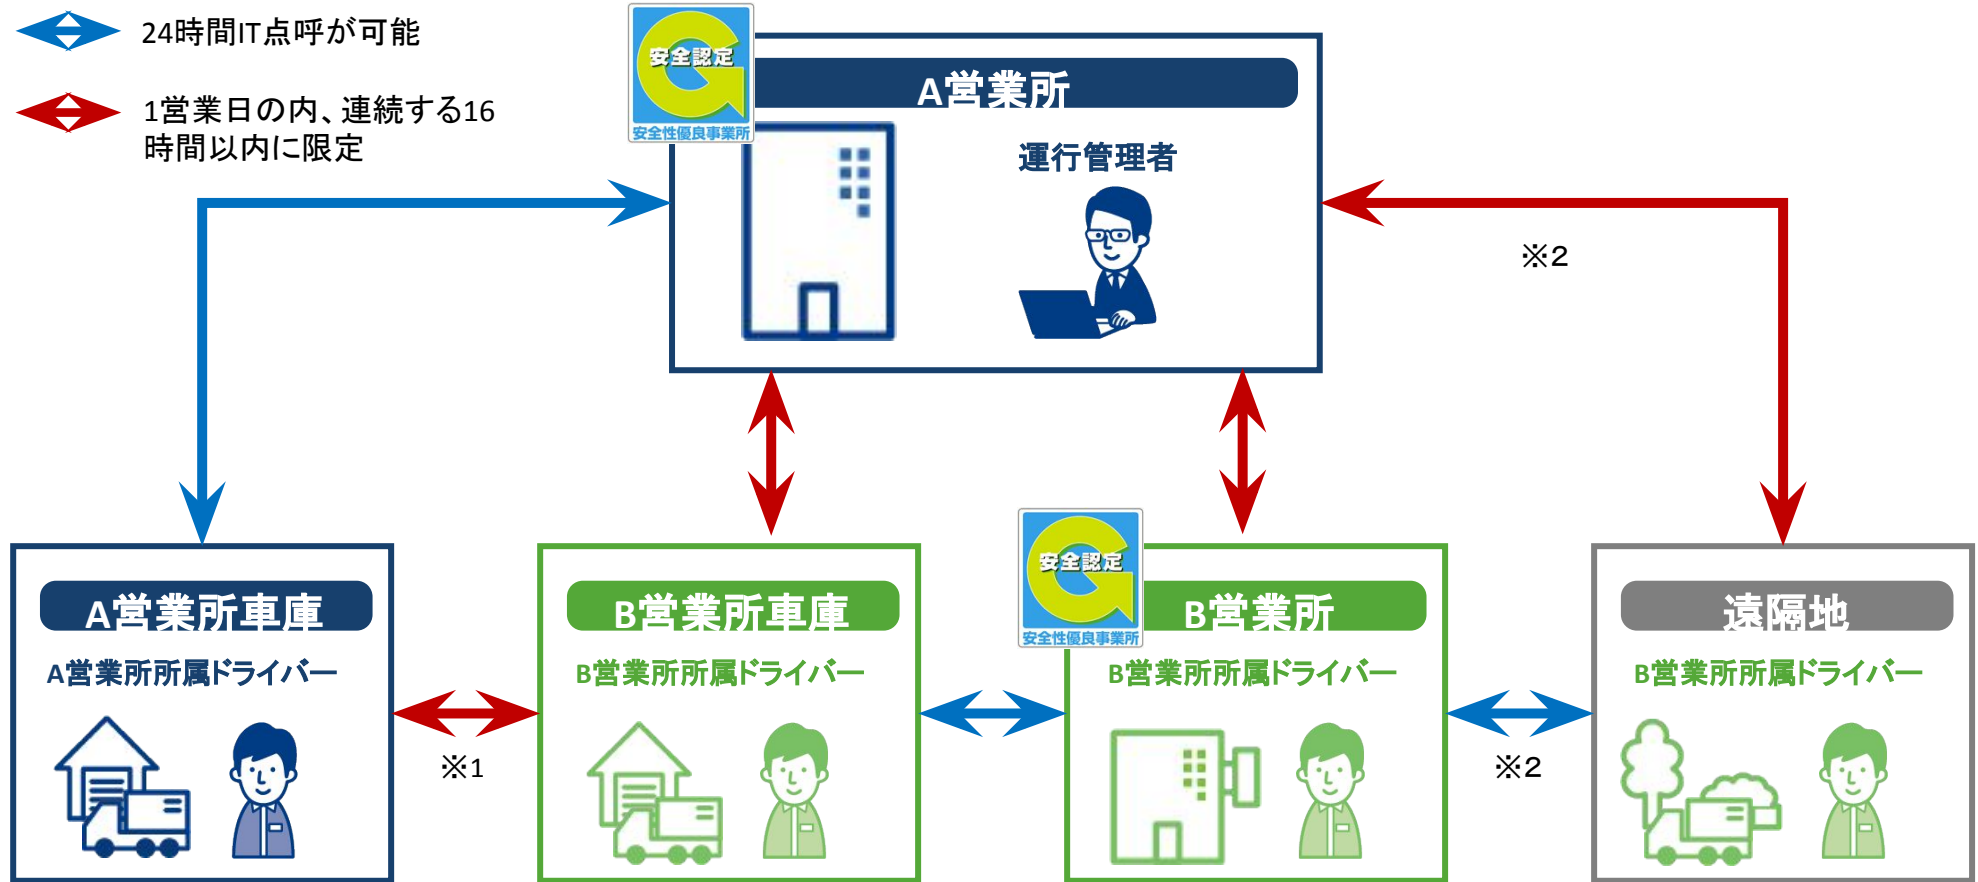 24時間IT点呼が可能
1営業日の内、連続する16
時間以内に限定
安全認定
安全性優良事業所
A営業所
運行管理者
※2
A営業所車庫
A営業所所属ドライバー
※1
B営業所車庫
B営業所所属ドライバー
安全認定
安全性優良事業所
B営業所
B営業所所属ドライバー
※2
遠隔地
B営業所所属ドライバー